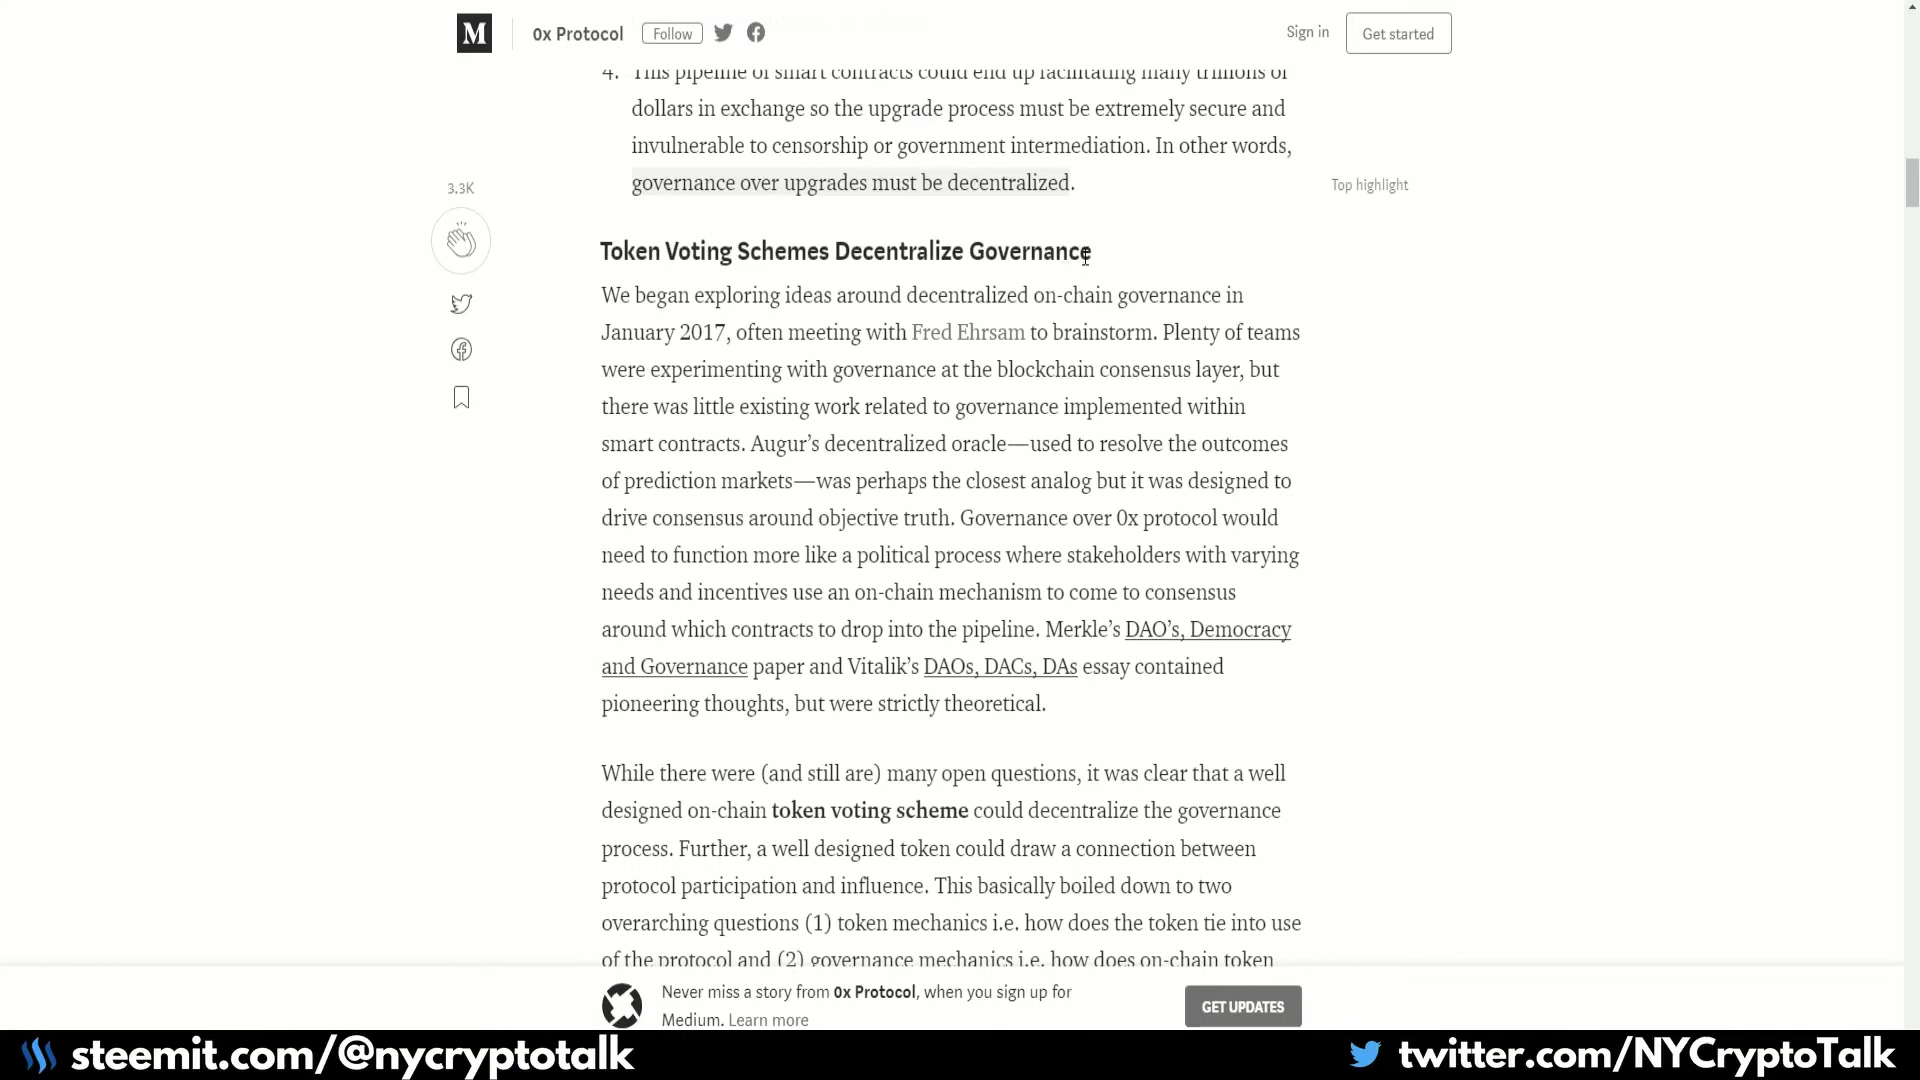 M
0x Protocol
Follow
Sign in
Get started
4. This pipeline of smart contracts could end up facilitating many trillions of
dollars in exchange so the upgrade process must be extremely secure and
invulnerable to censorship or government intermediation. In other words,
governance over upgrades must be decentralized.
Top highlight
3.3K
Token Voting Schemes Decentralize Governance
We began exploring ideas around decentralized on-chain governance in
January 2017, often meeting with Fred Ehrsam to brainstorm. Plenty of teams
were experimenting with governance at the blockchain consensus layer, but
there was little existing work related to governance implemented within
smart contracts. Augur’s decentralized oracle—used to resolve the outcomes
of prediction markets—was perhaps the closest analog but it was designed to
drive consensus around objective truth. Governance over 0x protocol would
need to function more like a political process where stakeholders with varying
needs and incentives use an on-chain mechanism to come to consensus
around which contracts to drop into the pipeline. Merkle’s DAO’s, Democracy
and Governance paper and Vitalik’s DAOs, DACs, DAs essay contained
pioneering thoughts, but were strictly theoretical.
While there were (and still are) many open questions, it was clear that a well
designed on-chain token voting scheme could decentralize the governance
process. Further, a well designed token could draw a connection between
protocol participation and influence. This basically boiled down to two
overarching questions (1) token mechanics i.e. how does the token tie into use
of the protocol and (2) governance mechanics i.e. how does on-chain token
Never miss a story from 0x Protocol, when you sign up for
Medium. Learn more
GET UPDATES
steemit.com/@nycryptotalk
twitter.com/NYCryptoTalk